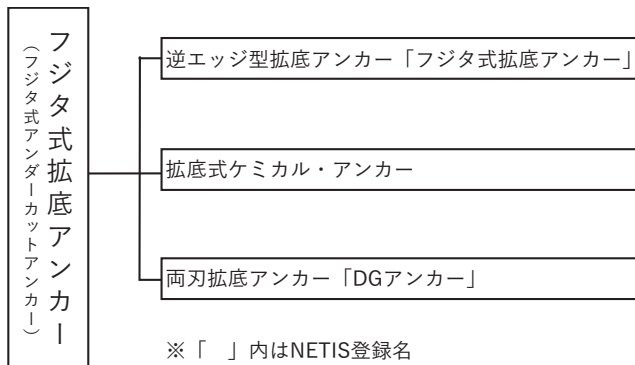 フジタ式拡底アンカー
（フジタ式アンダーカットアンカー）
逆エッジ型拡底アンカー「フジタ式拡底アンカー」
拡底式ケミカル・アンカー
両刃拡底アンカー「DGアンカー」
※「　」内はNETIS登録名